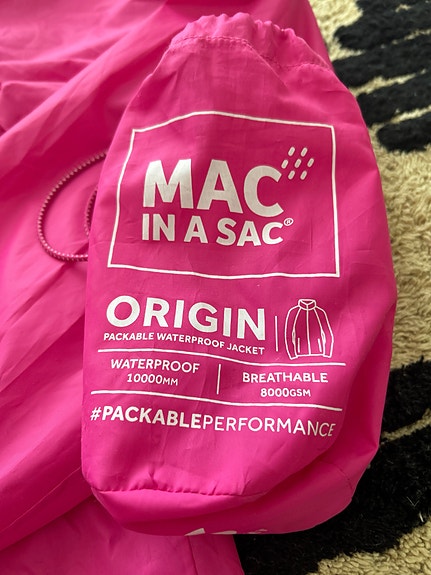 MAC
IN A SAC®
ORIGIN
PACKABLE WATERPROOF JACKET
WATERPROOF
10000MM
BREATHABLE
8000GSM
#PACKABLEPERFORMANCE